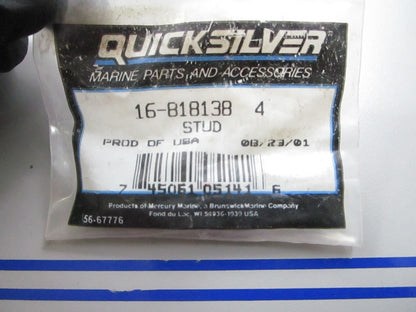 QUICKSILVER
MARINE PARTS AND ACCESSORIES
16-818138 4
STUD
PROD OF USA 08/23/01
7 45061 05141 6
Products of Mercury Marine, a Brunswick Marine Company
Fond du Lac, WI 54936-1939 USA
56-67776